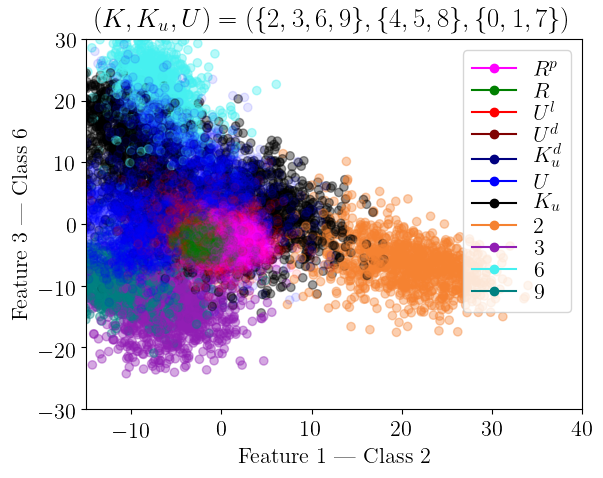 (K, K_u, U) = ({2, 3, 6, 9}, {4, 5, 8}, {0, 1, 7})
30
20
10
0
−10
−20
−30
Feature 3 — Class 6
R^p
R
U^l
U^d
K_u^d
U
K_u
2
3
6
9
−10 0 10 20 30 40
Feature 1 — Class 2